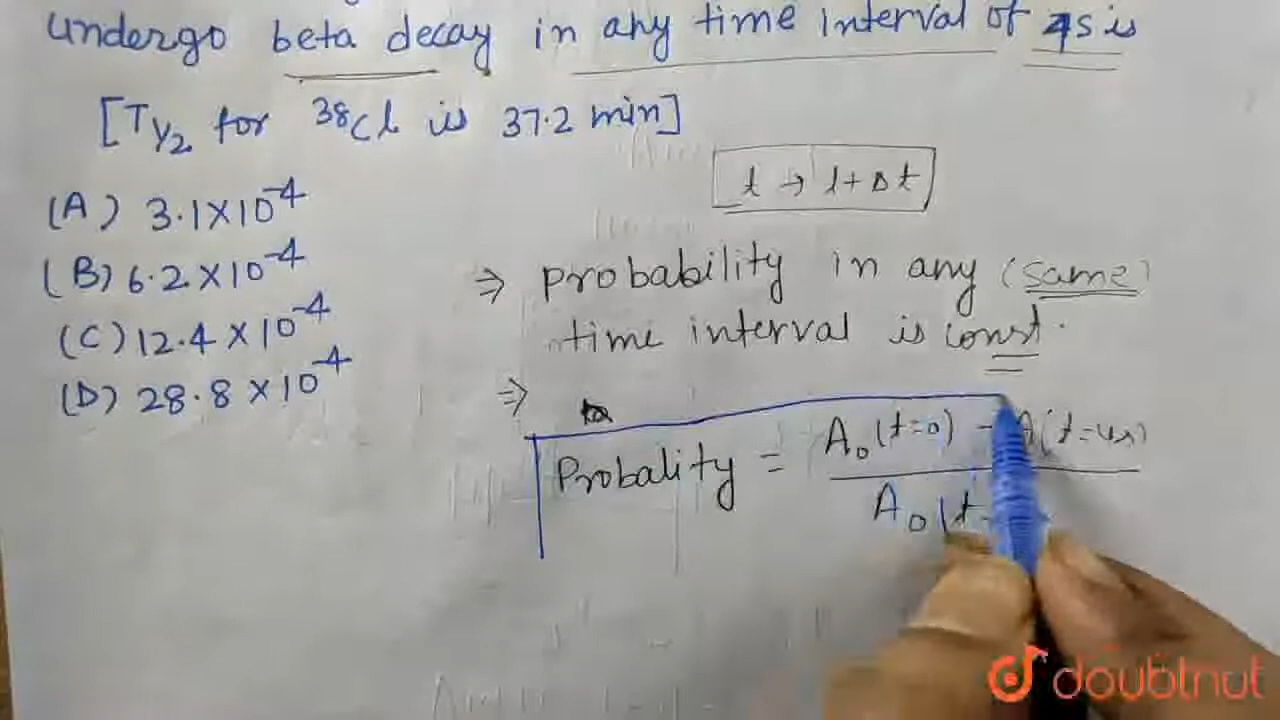 undergo beta decay in any time interval of 4s is
[T1/2 for 38Cl is 37.2 min]
(A) 3.1×10^-4
(B) 6.2×10^-4
(C) 12.4×10^-4
(D) 28.8×10^-4
t → t+Δt
⇒ probability in any (same)
time interval is const.
⇒
Probality = A₀(t=0) - A(t=4s)
A₀(t
doubtnut